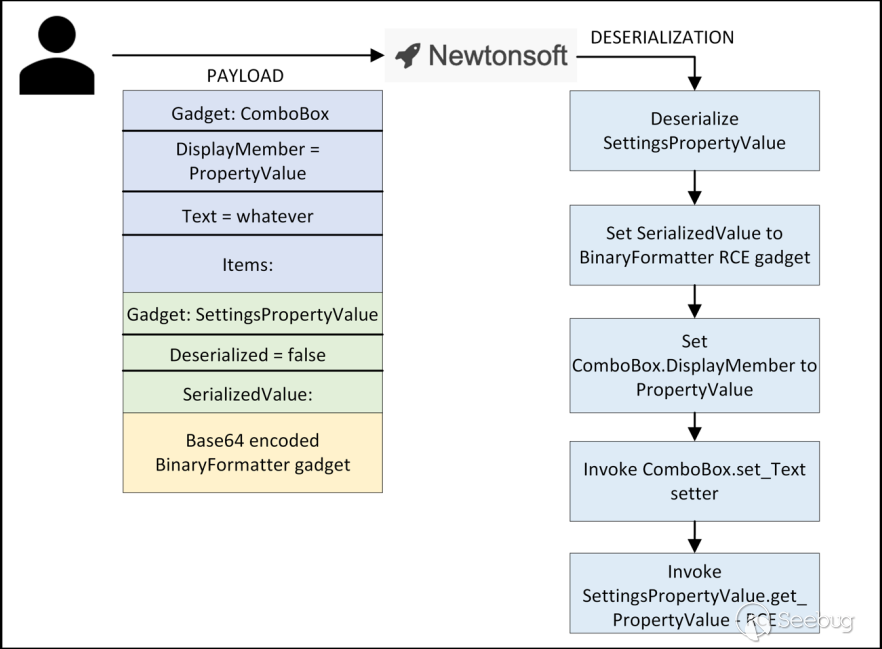 PAYLOAD
Newtonsoft
DESERIALIZATION
Gadget: ComboBox
DisplayMember =
PropertyValue
Text = whatever
Items:
Gadget: SettingsPropertyValue
Deserialized = false
SerializedValue:
Base64 encoded
BinaryFormatter gadget
Deserialize
SettingsPropertyValue
Set SerializedValue to
BinaryFormatter RCE gadget
Set
ComboBox.DisplayMember to
PropertyValue
Invoke ComboBox.set_Text
setter
Invoke
SettingsPropertyValue.get_
PropertyValue - RCE
Seebug